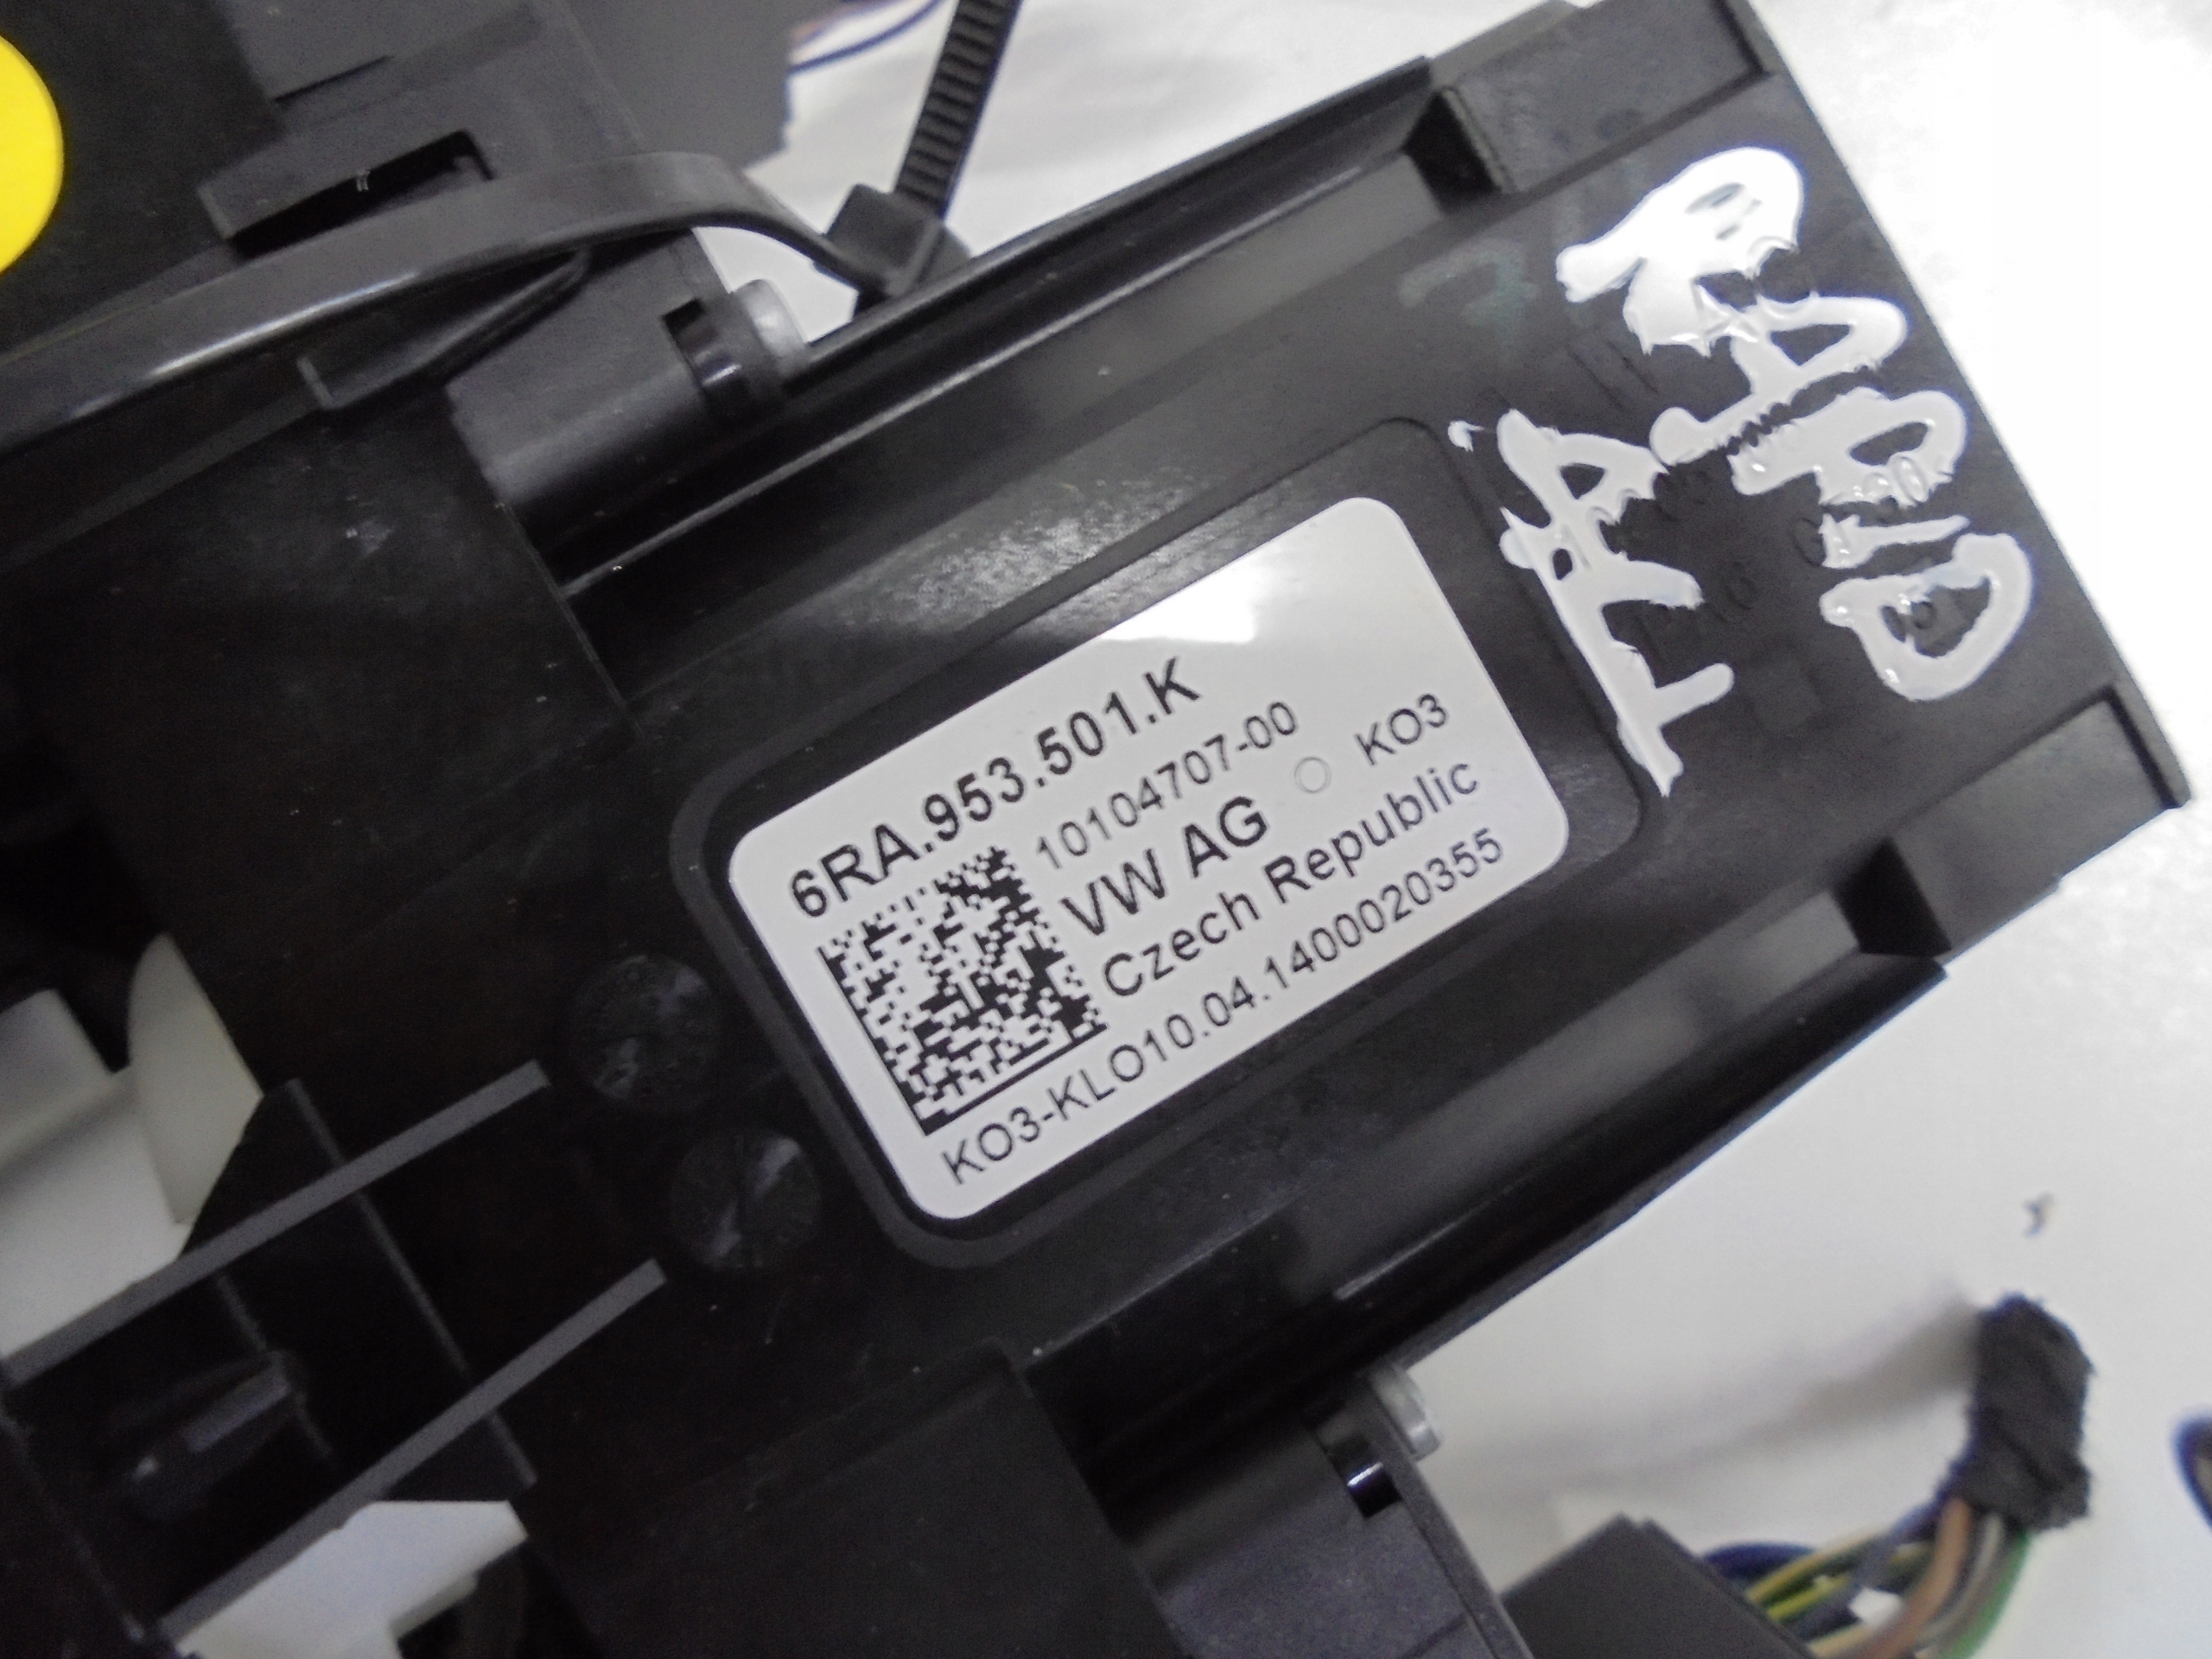 6RA.953.501.K
10104707-00
VW AG
KO3
Czech Republic
KO3-KLO10.04.1400020355
RAPID